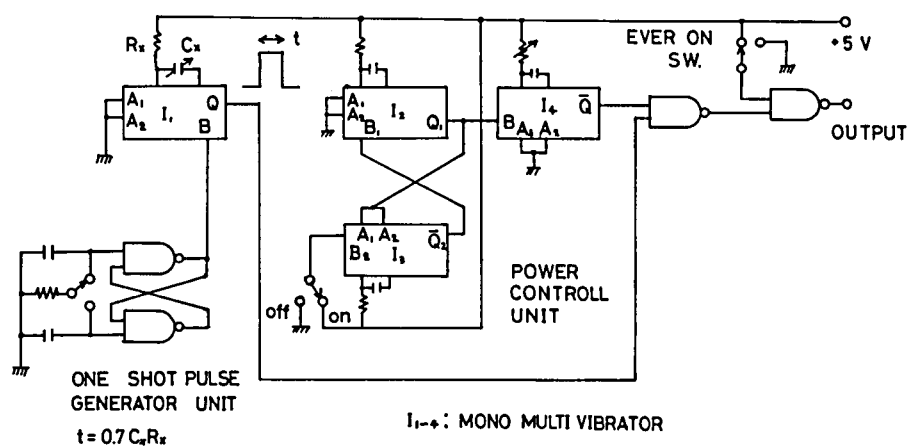 Rx
Cx
t
A1
A2
I1
Q
B
A1
A2
B1
I2
Q1
B
I4
Q̄
A1 A2
EVER ON
SW.
+5 V
OUTPUT
A1 A2
B2
I3
Q̄2
off
on
POWER
CONTROLL
UNIT
ONE SHOT PULSE
GENERATOR UNIT
t = 0.7 CxRx
I1-4 : MONO MULTI VIBRATOR